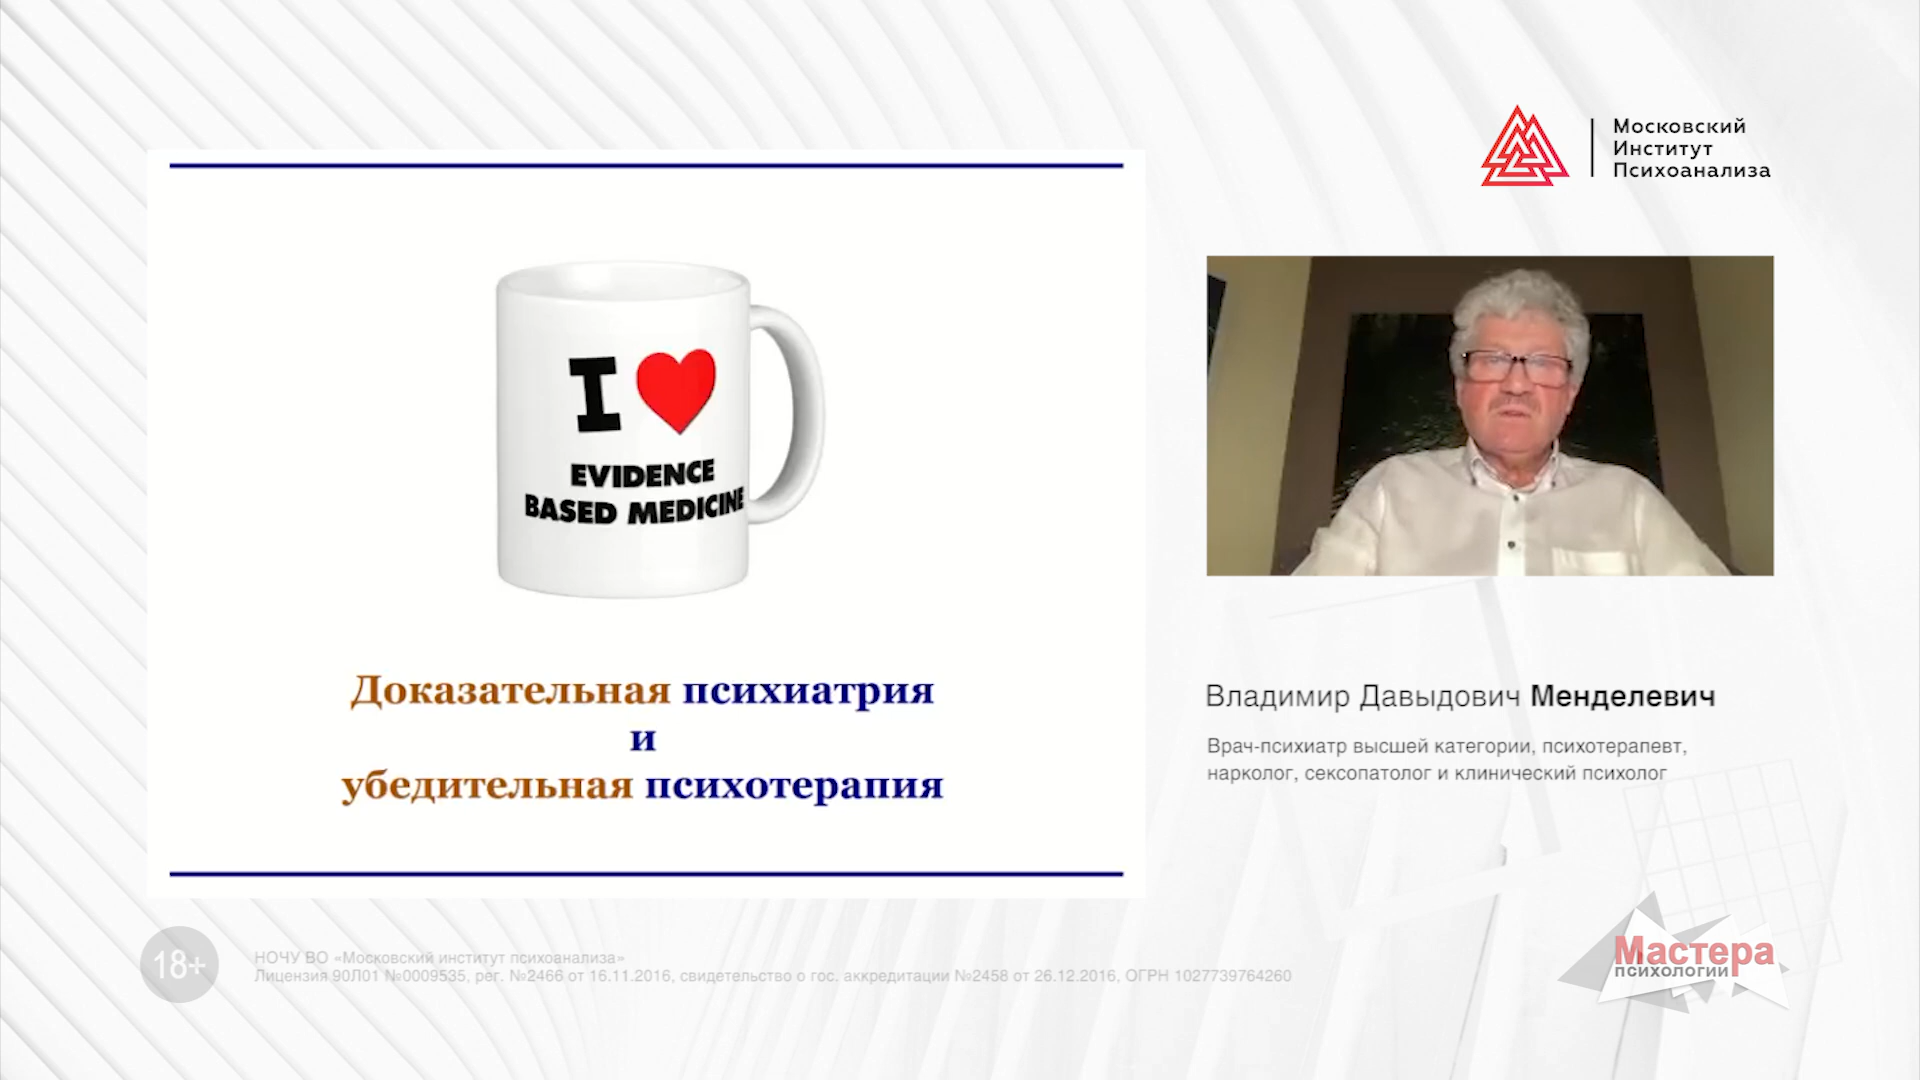 Московский
Институт
Психоанализа
I
EVIDENCE
BASED MEDICINE
Доказательная психиатрия
и
убедительная психотерапия
Владимир Давыдович Менделевич
Врач-психиатр высшей категории, психотерапевт,
нарколог, сексопатолог и клинический психолог
18+
НОЧУ ВО «Московский институт психоанализа»
Лицензия 90Л01 №0009535, рег. №2466 от 16.11.2016, свидетельство о гос. аккредитации №2458 от 26.12.2016, ОГРН 1027739764260
Мастера
психологии